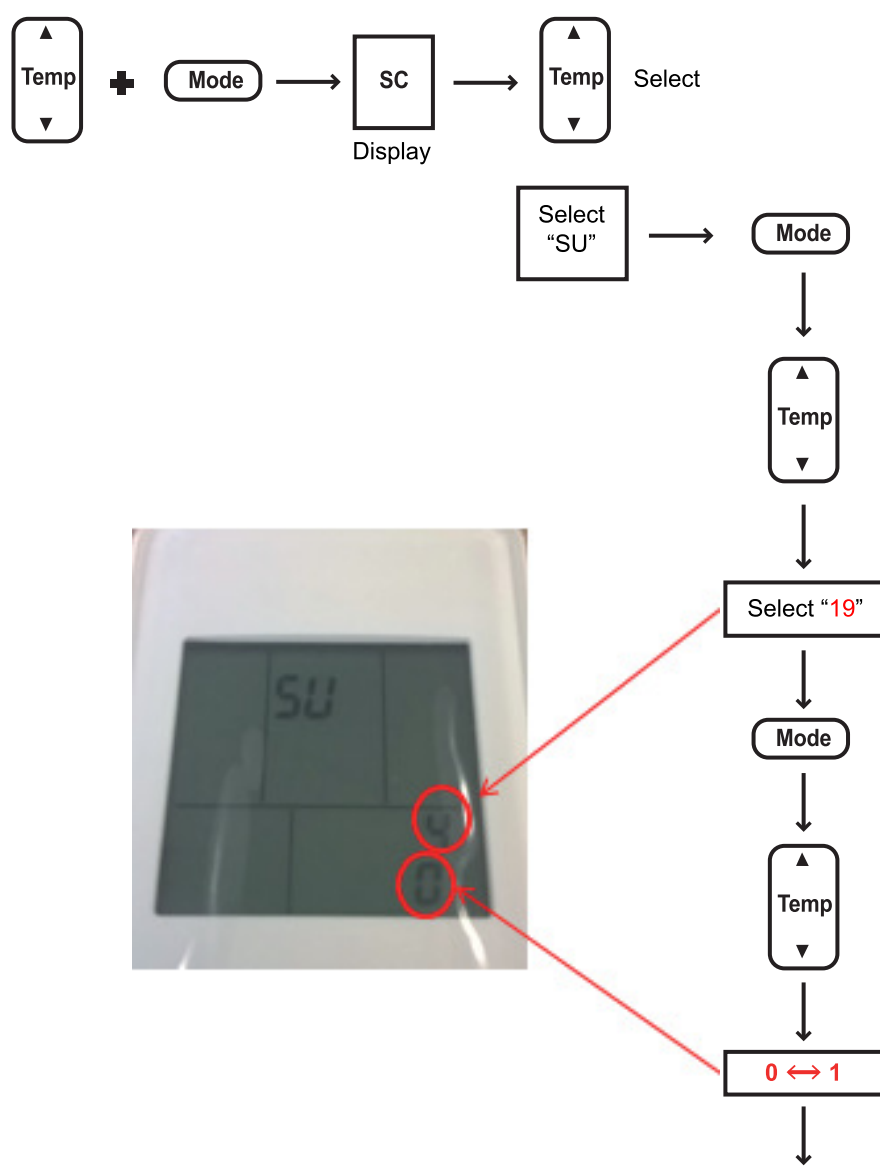 Temp
Mode
SC
Temp
Select
Display
Select
“SU”
Mode
Temp
Select “19”
SU
4
0
Mode
Temp
0 ↔ 1